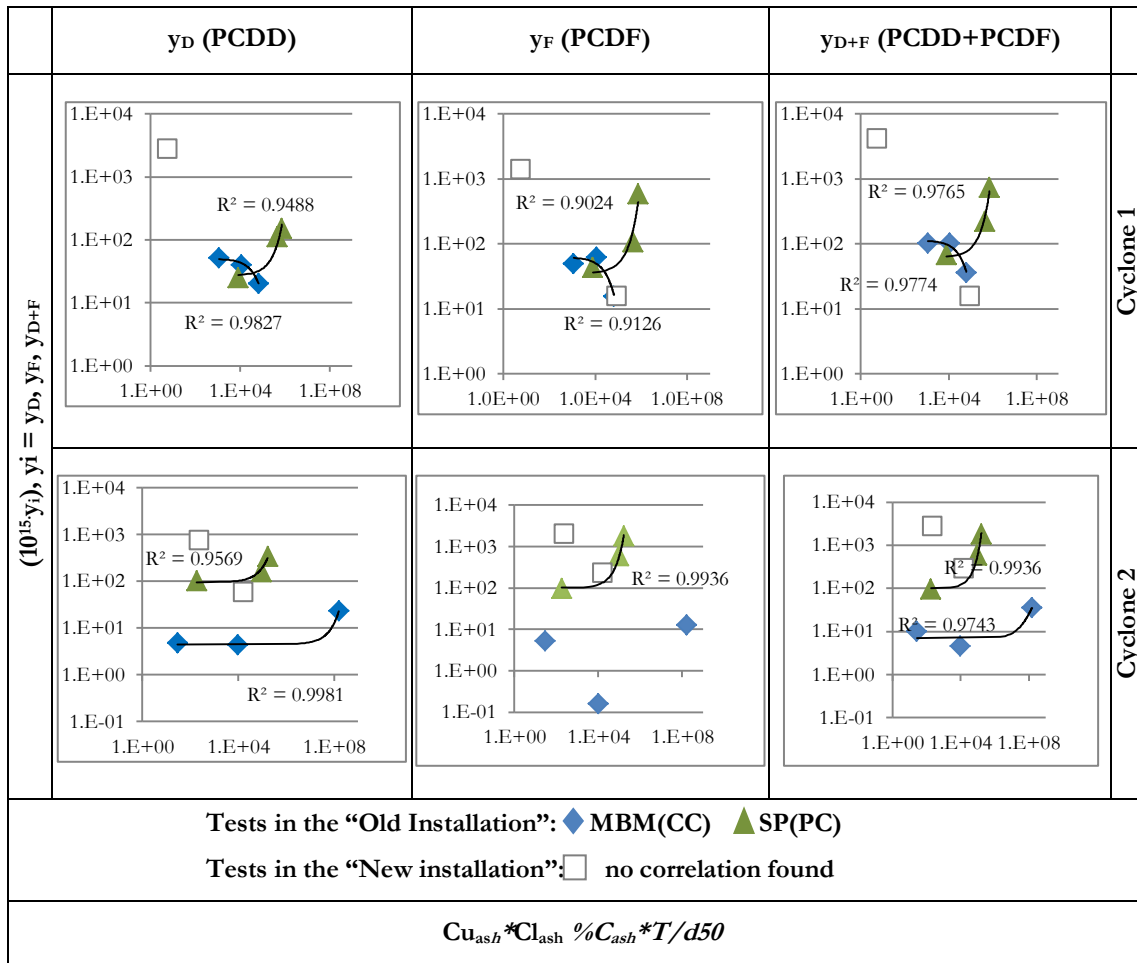 yD (PCDD)
yF (PCDF)
yD+F (PCDD+PCDF)
(10¹⁵yi), yi = yD, yF, yD+F
1.E+04
1.E+03
1.E+02
1.E+01
1.E+00
R² = 0.9488
R² = 0.9827
1.E+00 1.E+04 1.E+08
1.E+04
1.E+03
1.E+02
1.E+01
1.E+00
R² = 0.9024
R² = 0.9126
1.0E+00 1.0E+04 1.0E+08
1.E+04
1.E+03
1.E+02
1.E+01
1.E+00
R² = 0.9765
R² = 0.9774
1.E+00 1.E+04 1.E+08
Cyclone 1
1.E+04
1.E+03
1.E+02
1.E+01
1.E+00
1.E-01
R² = 0.9569
R² = 0.9981
1.E+00 1.E+04 1.E+08
1.E+04
1.E+03
1.E+02
1.E+01
1.E+00
1.E-01
R² = 0.9936
1.E+00 1.E+04 1.E+08
1.E+04
1.E+03
1.E+02
1.E+01
1.E+00
1.E-01
R² = 0.9936
R² = 0.9743
1.E+00 1.E+04 1.E+08
Cyclone 2
Tests in the “Old Installation”: MBM(CC) SP(PC)
Tests in the “New installation”: no correlation found
Cuash*Clash %Cash*T/d50